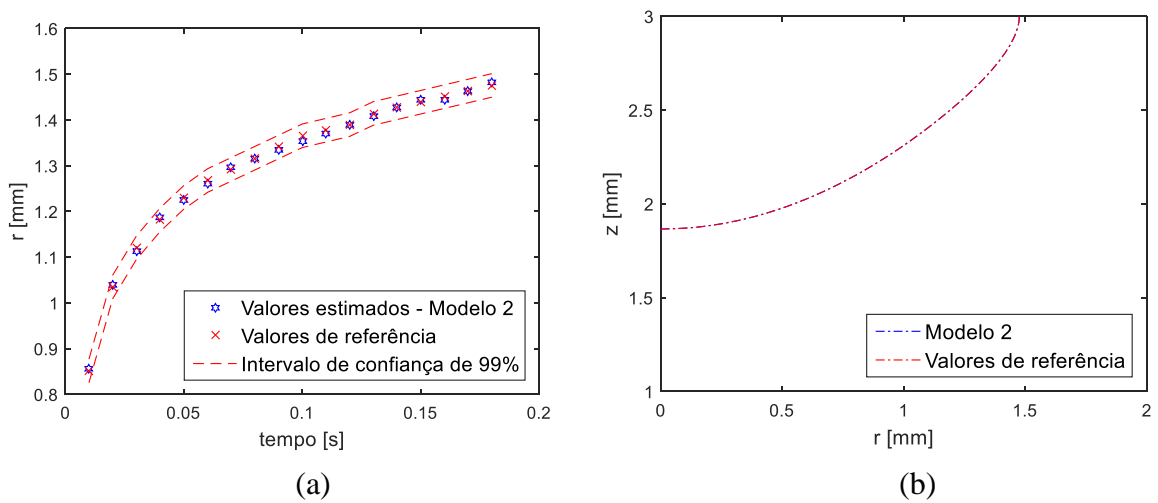 1.6
1.5
1.4
1.3
1.2
1.1
1
0.9
0.8
r [mm]
Valores estimados - Modelo 2
Valores de referência
Intervalo de confiança de 99%
0 0.05 0.1 0.15 0.2
tempo [s]
(a)
3
2.5
2
1.5
1
z [mm]
Modelo 2
Valores de referência
0 0.5 1 1.5 2
r [mm]
(b)